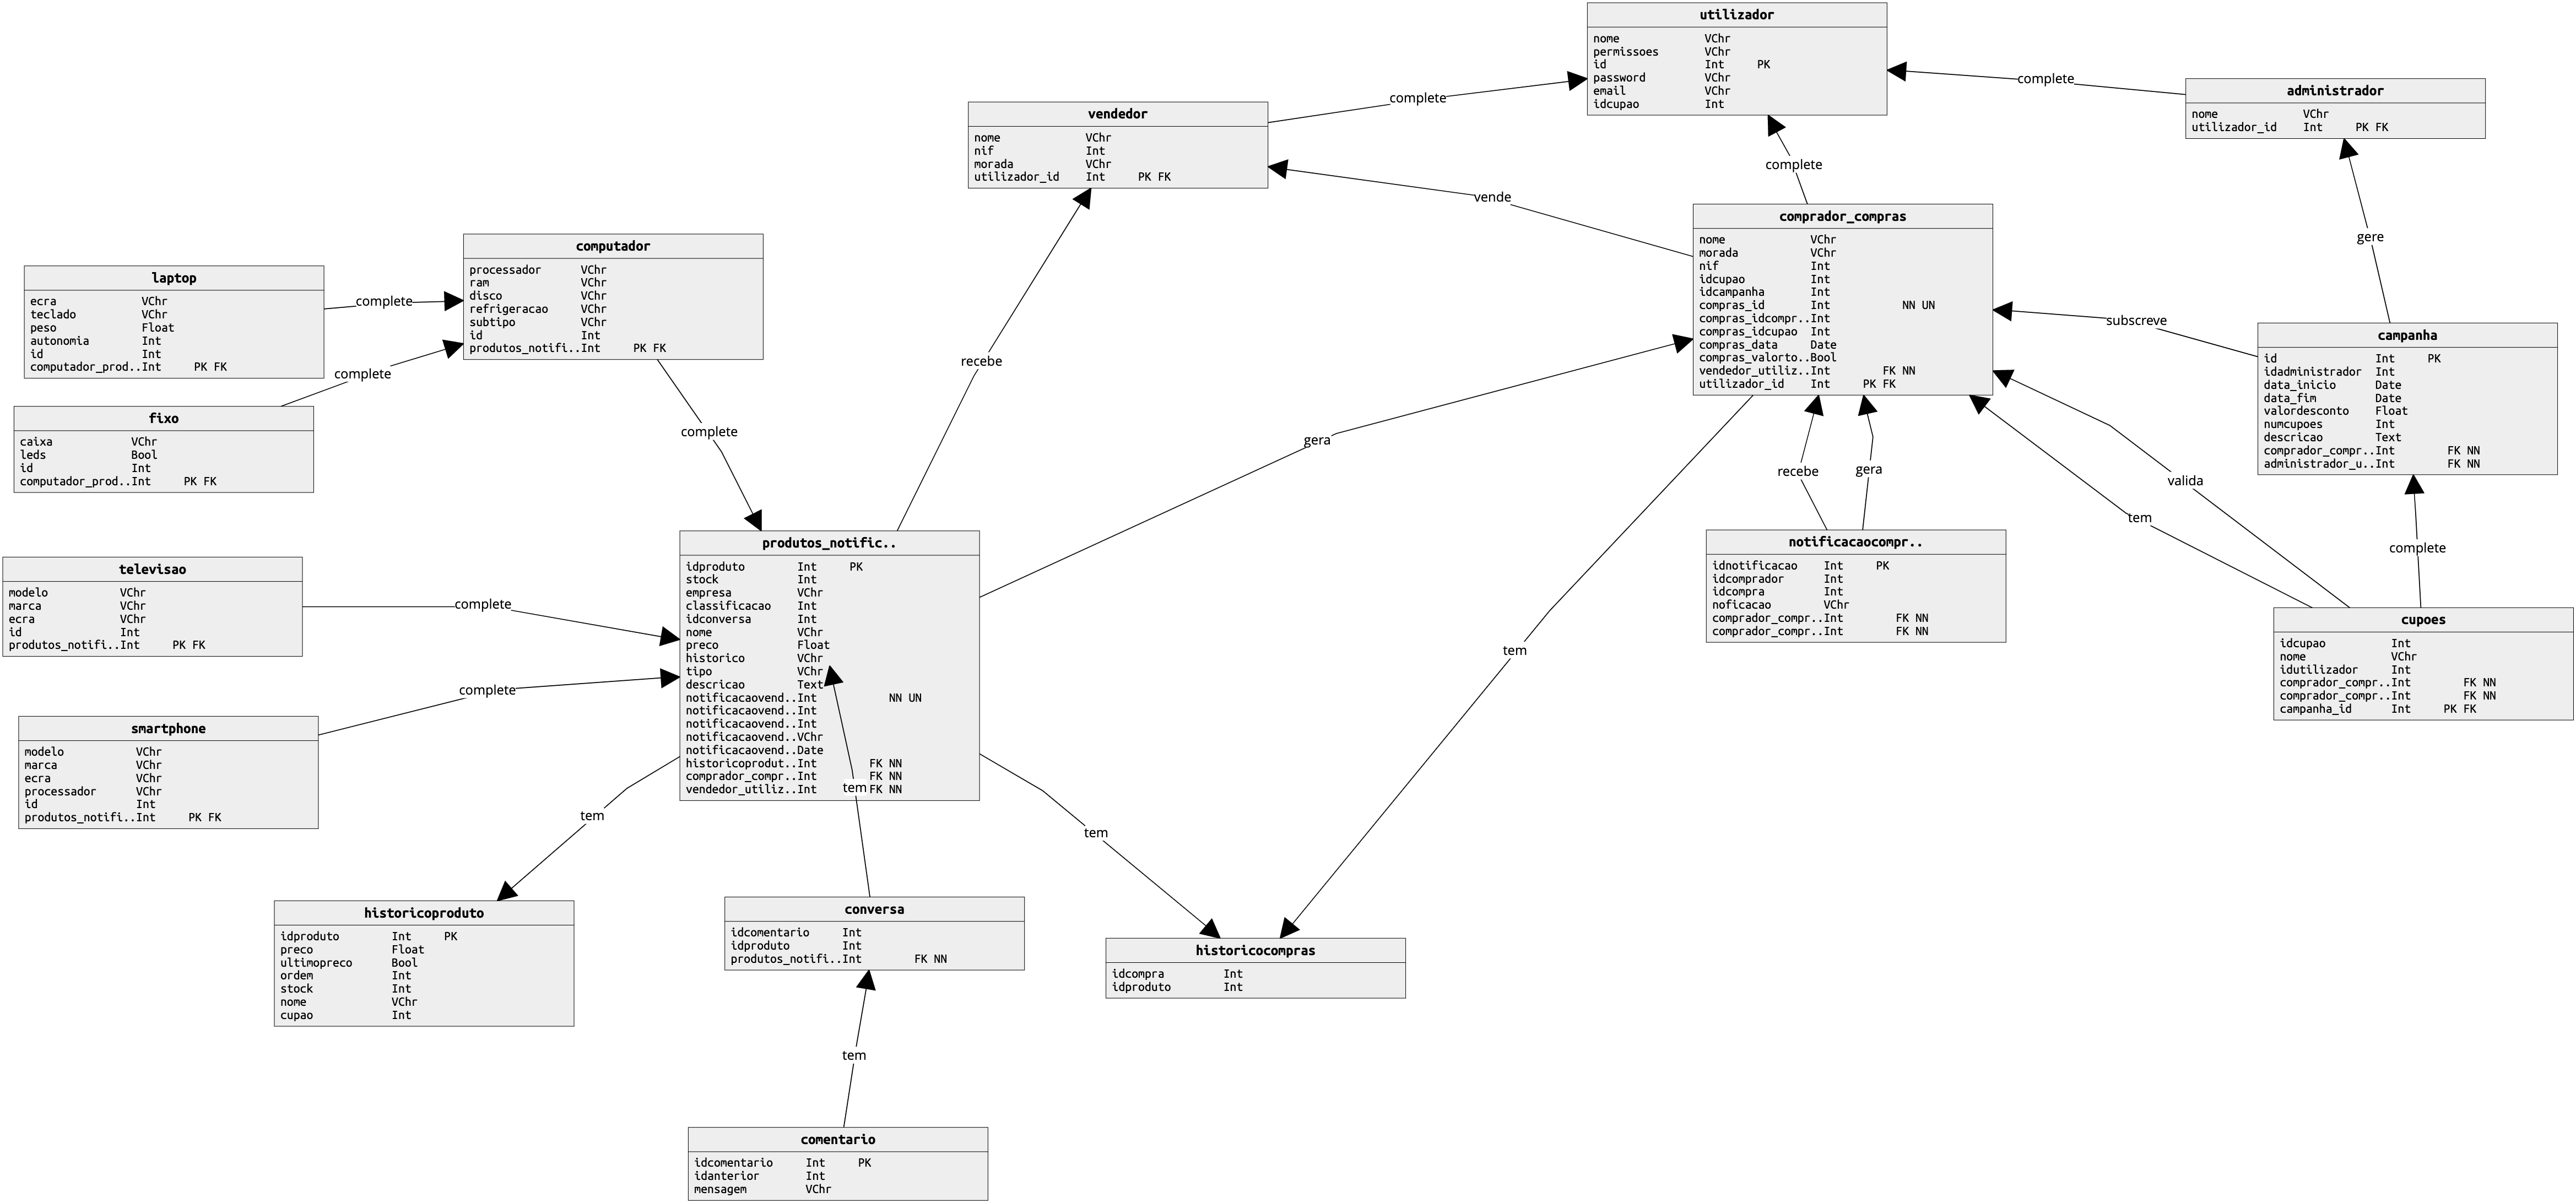 utilizador
nome VChr
permissoes VChr
id Int PK
password VChr
email VChr
idcupao Int
complete
complete
complete
administrador
nome VChr
utilizador_id Int PK FK
vendedor
nome VChr
nif Int
morada VChr
utilizador_id Int PK FK
vende
gere
comprador_compras
nome VChr
morada VChr
nif Int
idcupao Int
idcampanha Int
compras_id Int NN UN
compras_idcompr..Int
compras_idcupao Int
compras_data Date
compras_valorto..Bool
vendedor_utiliz..Int FK NN
utilizador_id Int PK FK
computador
processador VChr
ram VChr
disco VChr
refrigeracao VChr
subtipo VChr
id Int
produtos_notifi..Int PK FK
laptop
ecra VChr
teclado VChr
peso Float
autonomia Int
id Int
computador_prod..Int PK FK
complete
complete
fixo
caixa VChr
leds Bool
id Int
computador_prod..Int PK FK
complete
recebe
gera
subscreve
campanha
id Int PK
idadministrador Int
data_inicio Date
data_fim Date
valordesconto Float
numcupoes Int
descricao Text
comprador_compr..Int FK NN
administrador_u..Int FK NN
recebe
gera
valida
tem
complete
notificacaocompr..
idnotificacao Int PK
idcomprador Int
idcompra Int
noficacao VChr
comprador_compr..Int FK NN
comprador_compr..Int FK NN
cupoes
idcupao Int
nome VChr
idutilizador Int
comprador_compr..Int FK NN
comprador_compr..Int FK NN
campanha_id Int PK FK
produtos_notific..
idproduto Int PK
stock Int
empresa VChr
classificacao Int
idconversa Int
nome VChr
preco Float
historico VChr
tipo VChr
descricao Text
notificacaovend..Int NN UN
notificacaovend..Int
notificacaovend..Int
notificacaovend..VChr
notificacaovend..Date
historicoprodut..Int FK NN
comprador_compr..Int FK NN
vendedor_utiliz..Int FK NN
televisao
modelo VChr
marca VChr
ecra VChr
id Int
produtos_notifi..Int PK FK
complete
complete
smartphone
modelo VChr
marca VChr
ecra VChr
processador VChr
id Int
produtos_notifi..Int PK FK
tem
tem
tem
tem
historicoproduto
idproduto Int PK
preco Float
ultimopreco Bool
ordem Int
stock Int
nome VChr
cupao Int
conversa
idcomentario Int
idproduto Int
produtos_notifi..Int FK NN
historicocompras
idcompra Int
idproduto Int
tem
comentario
idcomentario Int PK
idanterior Int
mensagem VChr